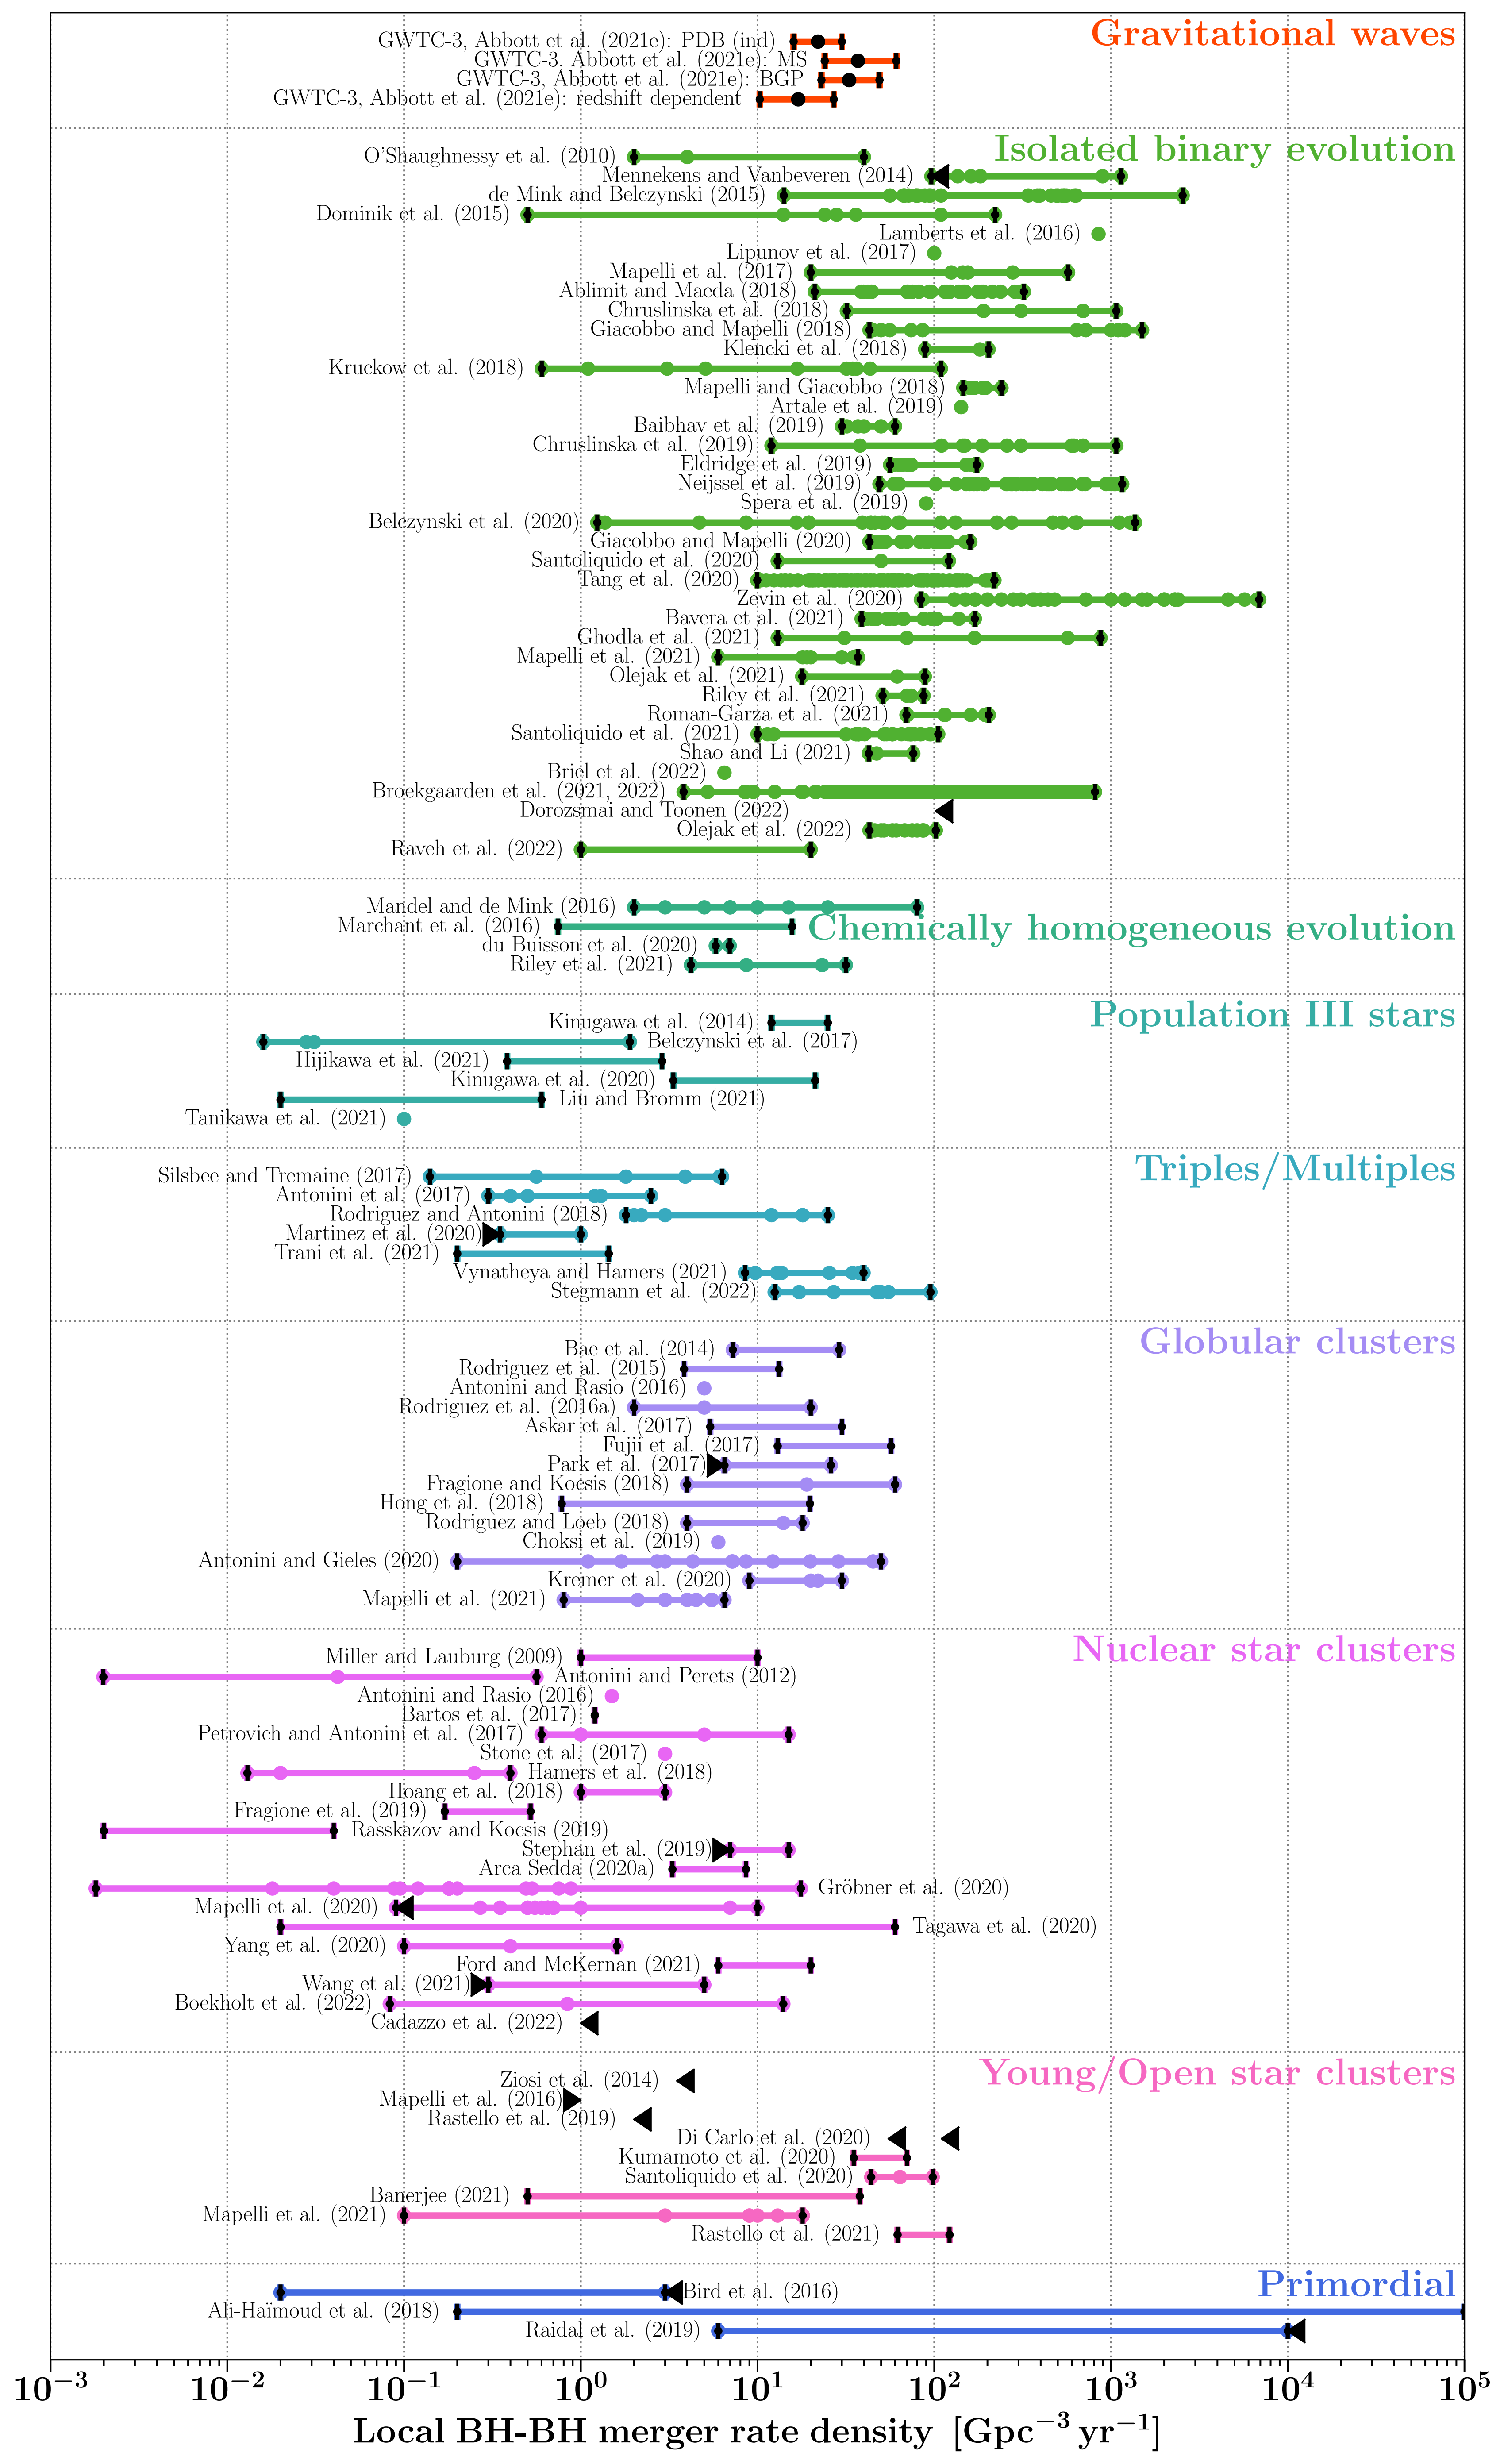 Gravitational waves
GWTC-3, Abbott et al. (2021e): PDB (ind)
GWTC-3, Abbott et al. (2021e): MS
GWTC-3, Abbott et al. (2021e): BGP
GWTC-3, Abbott et al. (2021e): redshift dependent
Isolated binary evolution
O'Shaughnessy et al. (2010)
Mennekens and Vanbeveren (2014)
de Mink and Belczynski (2015)
Dominik et al. (2015)
Lamberts et al. (2016)
Lipunov et al. (2017)
Mapelli et al. (2017)
Ablimit and Maeda (2018)
Chruslinska et al. (2018)
Giacobbo and Mapelli (2018)
Klencki et al. (2018)
Kruckow et al. (2018)
Mapelli and Giacobbo (2018)
Artale et al. (2019)
Baibhav et al. (2019)
Chruslinska et al. (2019)
Eldridge et al. (2019)
Neijssel et al. (2019)
Spera et al. (2019)
Belczynski et al. (2020)
Giacobbo and Mapelli (2020)
Santoliquido et al. (2020)
Tang et al. (2020)
Zevin et al. (2020)
Bavera et al. (2021)
Ghodla et al. (2021)
Mapelli et al. (2021)
Olejak et al. (2021)
Riley et al. (2021)
Roman-Garza et al. (2021)
Santoliquido et al. (2021)
Shao and Li (2021)
Briel et al. (2022)
Broekgaarden et al. (2021, 2022)
Dorozsmai and Toonen (2022)
Olejak et al. (2022)
Raveh et al. (2022)
Mandel and de Mink (2016)
Marchant et al. (2016)
Chemically homogeneous evolution
du Buisson et al. (2020)
Riley et al. (2021)
Population III stars
Kinugawa et al. (2014)
Belczynski et al. (2017)
Hijikawa et al. (2021)
Kinugawa et al. (2020)
Liu and Bromm (2021)
Tanikawa et al. (2021)
Triples/Multiples
Silsbee and Tremaine (2017)
Antonini et al. (2017)
Rodriguez and Antonini (2018)
Martinez et al. (2020)
Trani et al. (2021)
Vynatheya and Hamers (2021)
Stegmann et al. (2022)
Globular clusters
Bae et al. (2014)
Rodriguez et al. (2015)
Antonini and Rasio (2016)
Rodriguez et al. (2016a)
Askar et al. (2017)
Fujii et al. (2017)
Park et al. (2017)
Fragione and Kocsis (2018)
Hong et al. (2018)
Rodriguez and Loeb (2018)
Choksi et al. (2019)
Antonini and Gieles (2020)
Kremer et al. (2020)
Mapelli et al. (2021)
Nuclear star clusters
Miller and Lauburg (2009)
Antonini and Perets (2012)
Antonini and Rasio (2016)
Bartos et al. (2017)
Petrovich and Antonini et al. (2017)
Stone et al. (2017)
Hamers et al. (2018)
Hoang et al. (2018)
Fragione et al. (2019)
Rasskazov and Kocsis (2019)
Stephan et al. (2019)
Arca Sedda (2020a)
Gröbner et al. (2020)
Mapelli et al. (2020)
Tagawa et al. (2020)
Yang et al. (2020)
Ford and McKernan (2021)
Wang et al. (2021)
Boekholt et al. (2022)
Cadazzo et al. (2022)
Young/Open star clusters
Ziosi et al. (2014)
Mapelli et al. (2016)
Rastello et al. (2019)
Di Carlo et al. (2020)
Kumamoto et al. (2020)
Santoliquido et al. (2020)
Banerjee (2021)
Mapelli et al. (2021)
Rastello et al. (2021)
Primordial
Bird et al. (2016)
Ali-Haïmoud et al. (2018)
Raidal et al. (2019)
10⁻³ 10⁻² 10⁻¹ 10⁰ 10¹ 10² 10³ 10⁴ 10⁵
Local BH-BH merger rate density [Gpc⁻³ yr⁻¹]